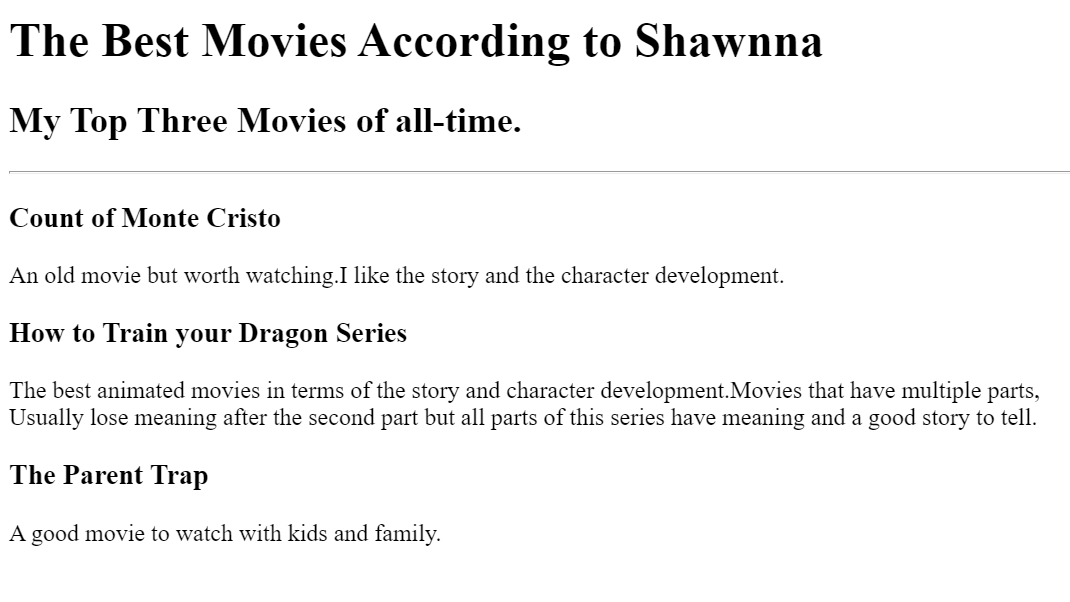 The Best Movies According to Shawnna
My Top Three Movies of all-time.
Count of Monte Cristo
An old movie but worth watching.I like the story and the character development.
How to Train your Dragon Series
The best animated movies in terms of the story and character development.Movies that have multiple parts,
Usually lose meaning after the second part but all parts of this series have meaning and a good story to tell.
The Parent Trap
A good movie to watch with kids and family.